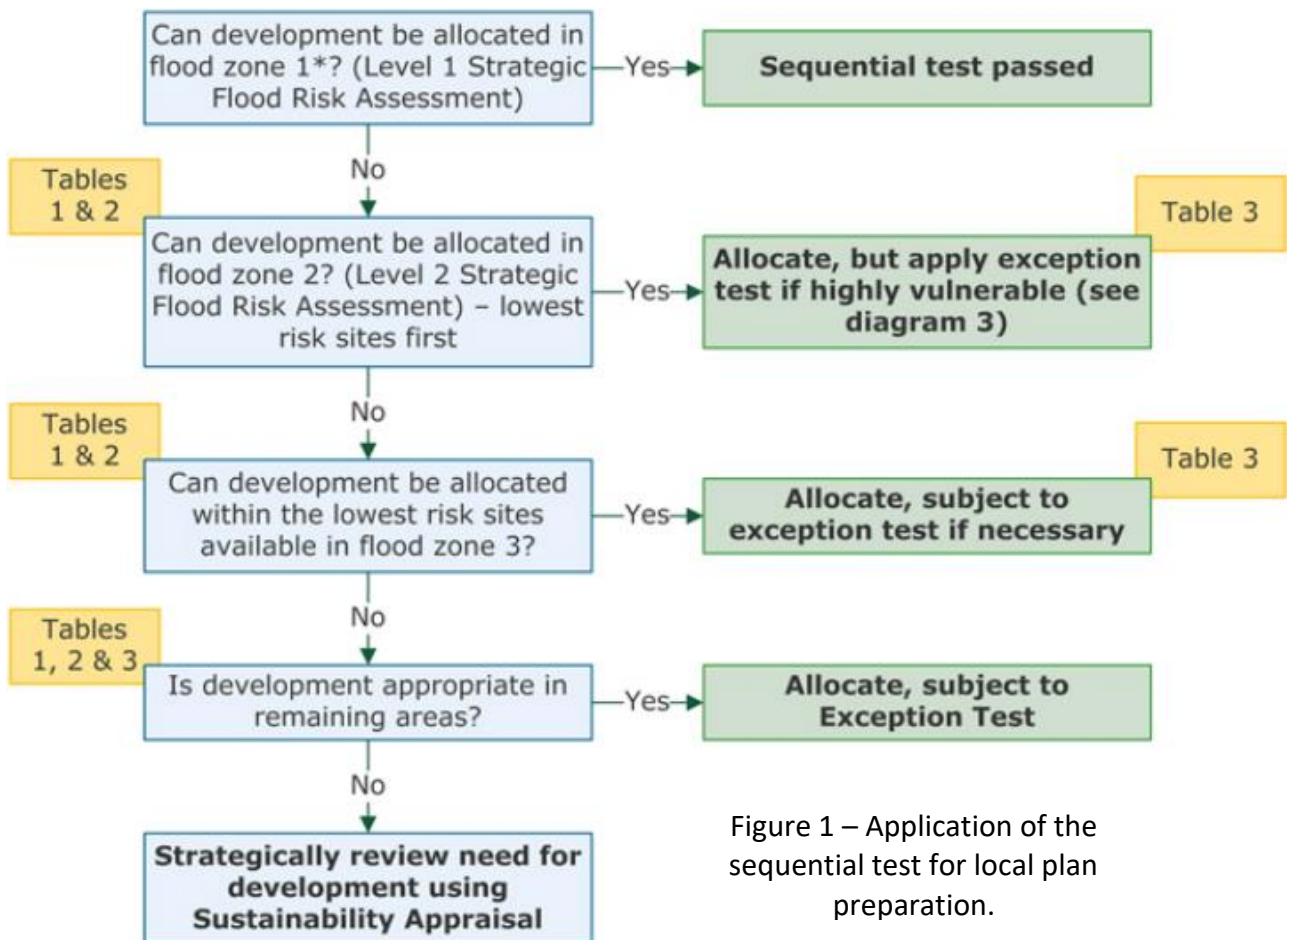 Can development be allocated in
flood zone 1*? (Level 1 Strategic
Flood Risk Assessment)
Yes
Sequential test passed
No
Tables
1 & 2
Can development be allocated in
flood zone 2? (Level 2 Strategic
Flood Risk Assessment) – lowest
risk sites first
Yes
Allocate, but apply exception
test if highly vulnerable (see
diagram 3)
Table 3
No
Tables
1 & 2
Can development be allocated
within the lowest risk sites
available in flood zone 3?
Yes
Allocate, subject to
exception test if necessary
Table 3
No
Tables
1, 2 & 3
Is development appropriate in
remaining areas?
Yes
Allocate, subject to
Exception Test
No
Strategically review need for
development using
Sustainability Appraisal
Figure 1 – Application of the
sequential test for local plan
preparation.